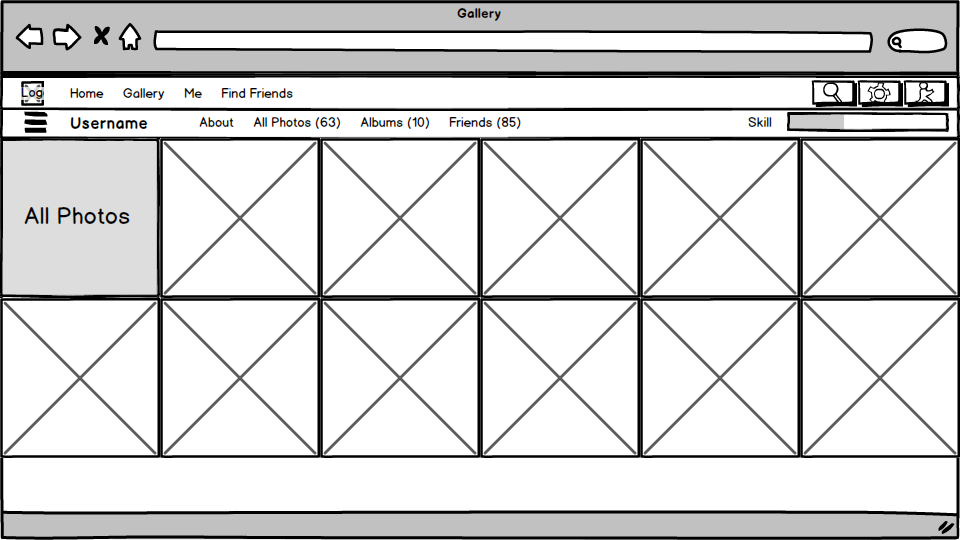 Gallery
Log
Home Gallery Me Find Friends
Username About All Photos (63) Albums (10) Friends (85) Skill
All Photos